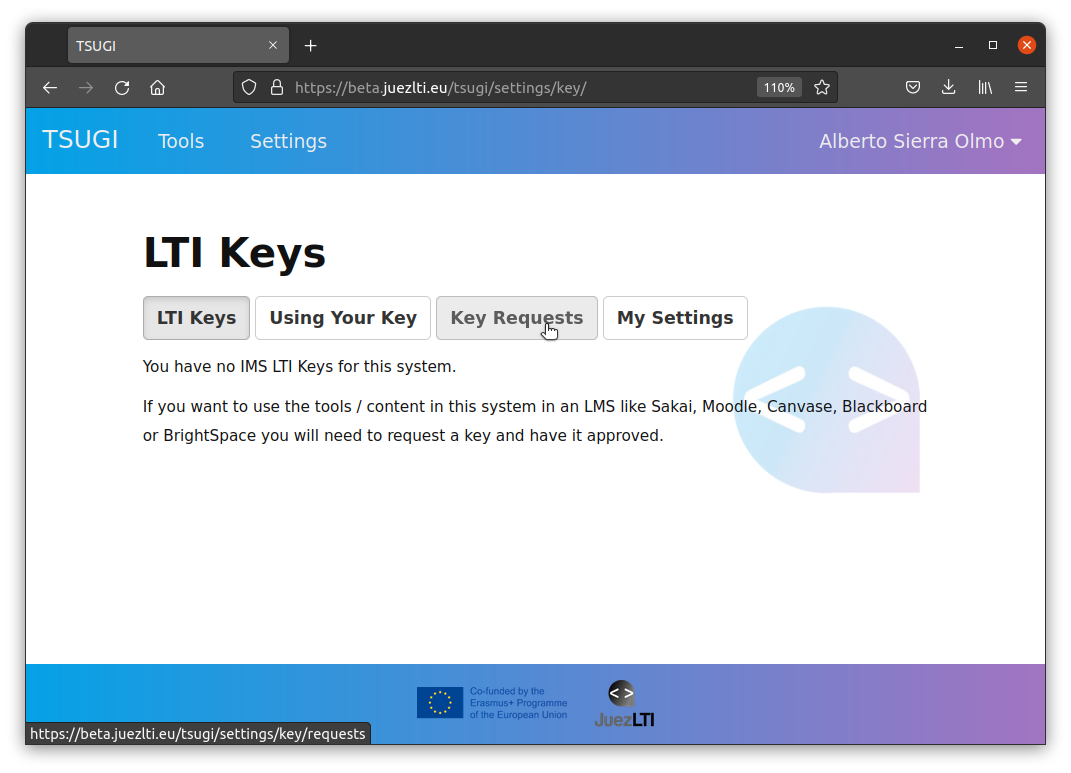 TSUGI
https://beta.juezlti.eu/tsugi/settings/key/
110%
TSUGI Tools Settings Alberto Sierra Olmo
LTI Keys
LTI Keys Using Your Key Key Requests My Settings
You have no IMS LTI Keys for this system.
If you want to use the tools / content in this system in an LMS like Sakai, Moodle, Canvase, Blackboard
or BrightSpace you will need to request a key and have it approved.
Co-funded by the
Erasmus+ Programme
of the European Union
< >
JuezLTI
https://beta.juezlti.eu/tsugi/settings/key/requests